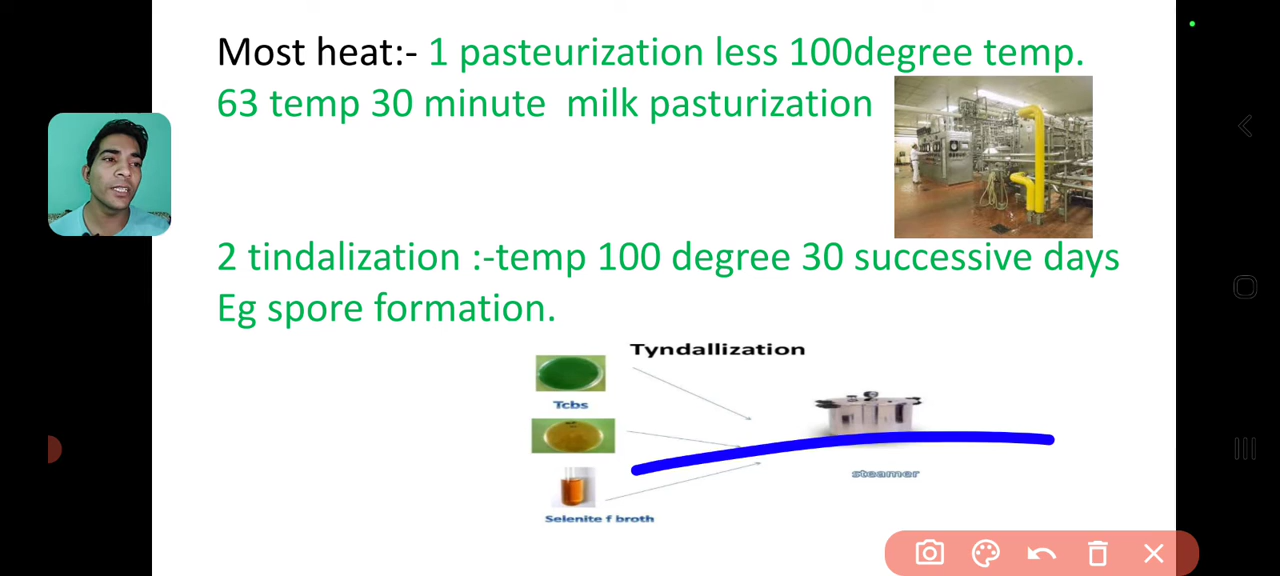 Most heat:- 1 pasteurization less 100degree temp.
63 temp 30 minute milk pasturization
2 tindalization :-temp 100 degree 30 successive days
Eg spore formation.
Tyndallization
Tcbs
steamer
Selenite f broth